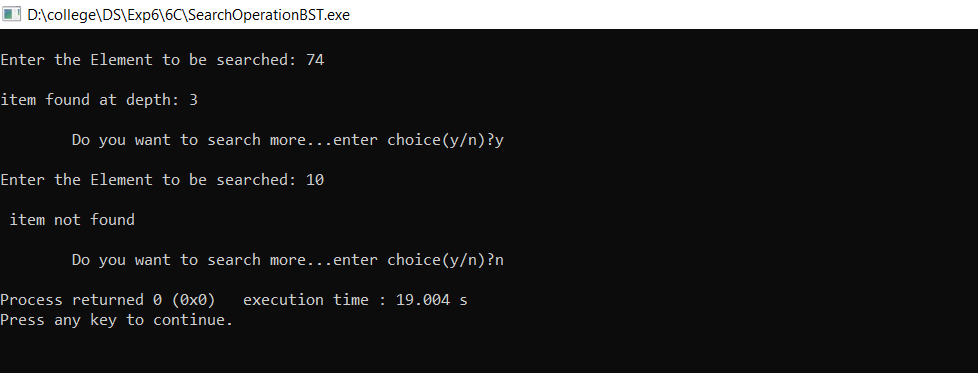 D:\college\DS\Exp6\6C\SearchOperationBST.exe
Enter the Element to be searched: 74
item found at depth: 3
Do you want to search more...enter choice(y/n)?y
Enter the Element to be searched: 10
item not found
Do you want to search more...enter choice(y/n)?n
Process returned 0 (0x0)   execution time : 19.004 s
Press any key to continue.